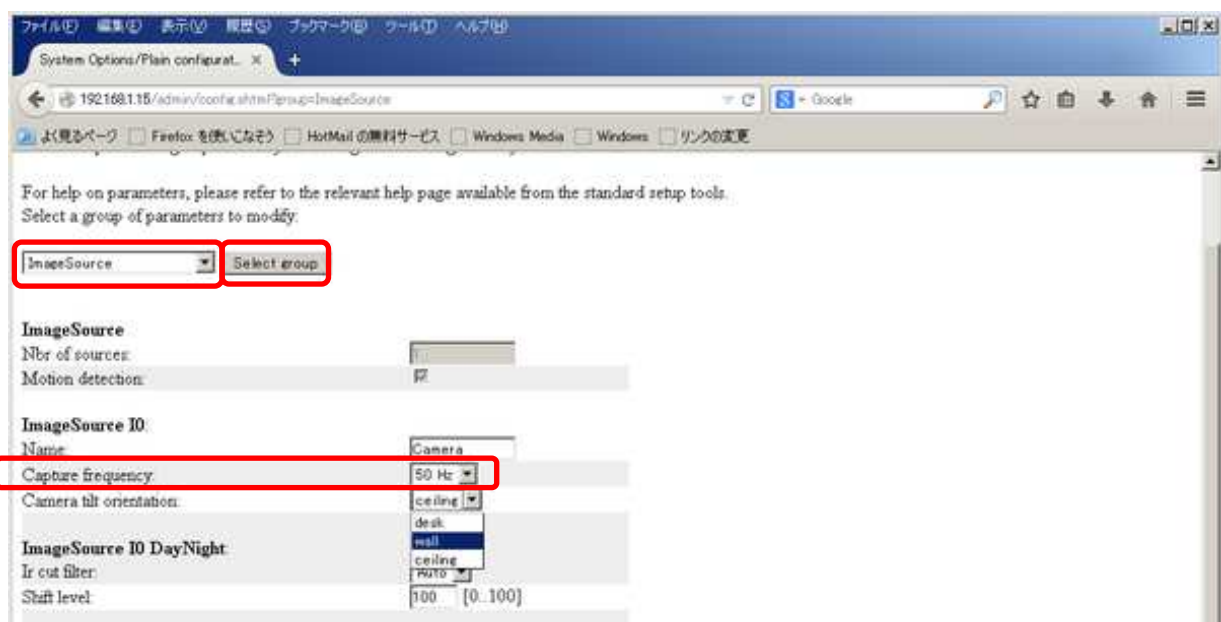 ファイル(F) 編集(E) 表示(V) 履歴(S) ブックマーク(B) ツール(T) ヘルプ(H)
System Options/Plain configurat.. × +
192.168.1.15/admin/config.shtml?group=ImageSource
Google
よく見るページ Firefox を使いこなそう HotMail の無料サービス Windows Media Windows リンクの変更
For help on parameters, please refer to the relevant help page available from the standard setup tools.
Select a group of parameters to modify:
ImageSource Select group
ImageSource
Nbr of sources:
Motion detection:
ImageSource I0:
Name: Camera
Capture frequency: 50 Hz
Camera tilt orientation: ceiling
desk
wall
ceiling
ImageSource I0 DayNight:
Ir cut filter: Auto
Shift level: 100 [0..100]